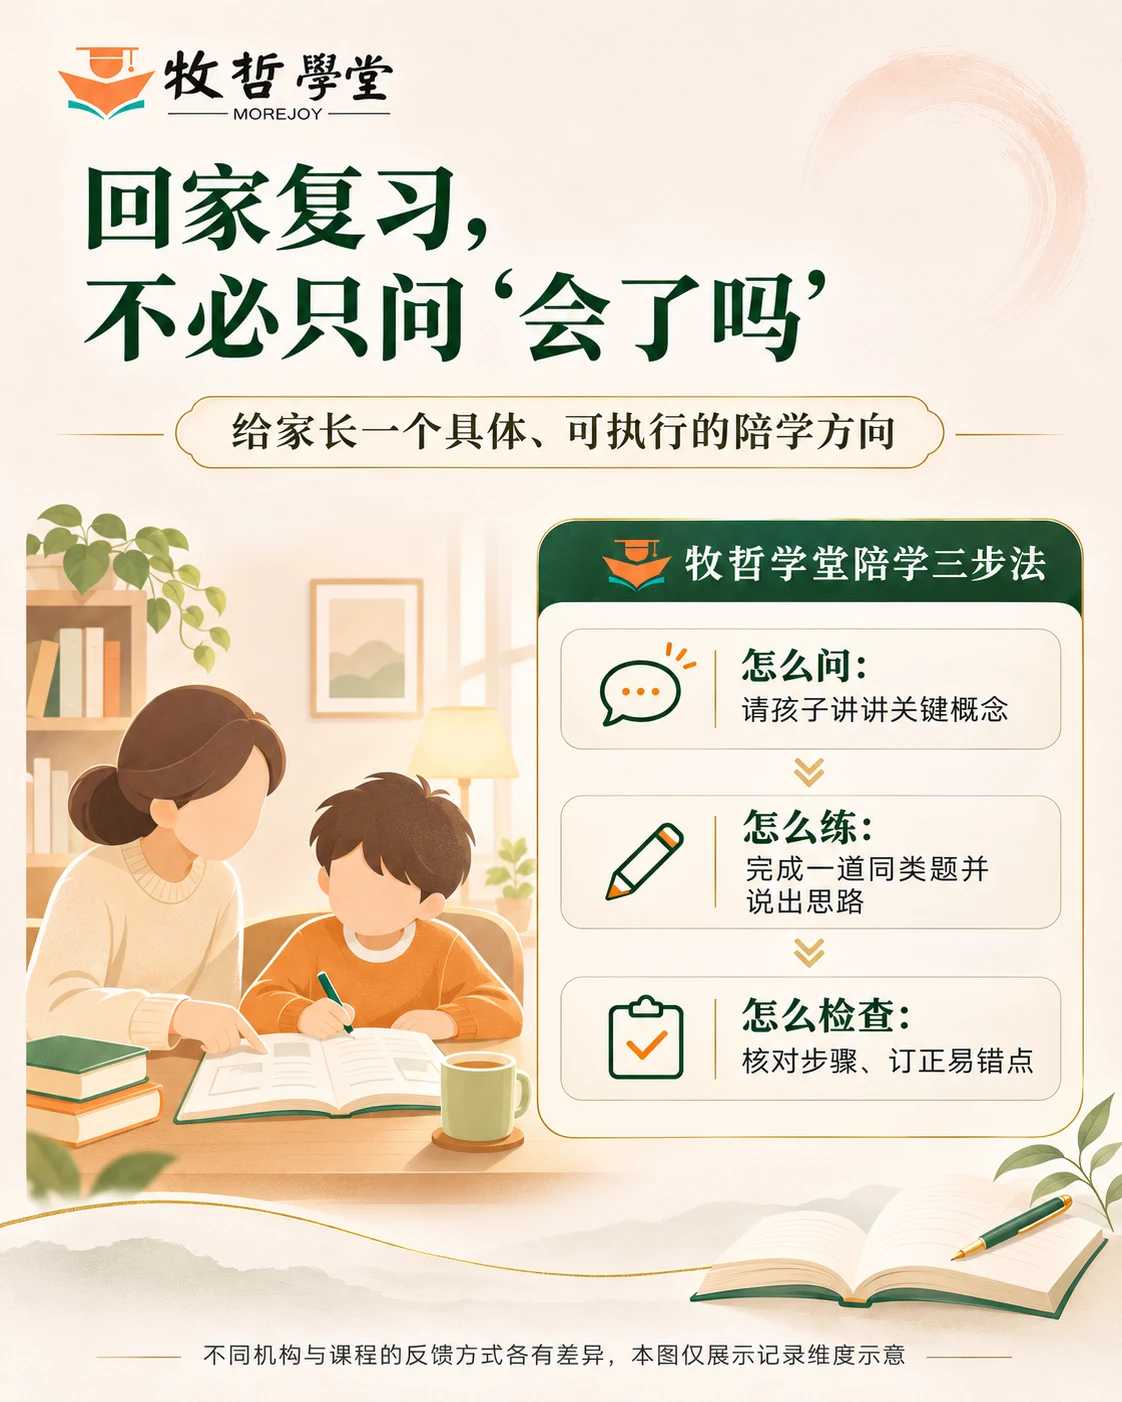 牧哲學堂
MOREJOY
回家复习，
不必只问‘会了吗’
给家长一个具体、可执行的陪学方向
牧哲学堂陪学三步法
怎么问：
请孩子讲讲关键概念
怎么练：
完成一道同类题并
说出思路
怎么检查：
核对步骤、订正易错点
不同机构与课程的反馈方式各有差异，本图仅展示记录维度示意